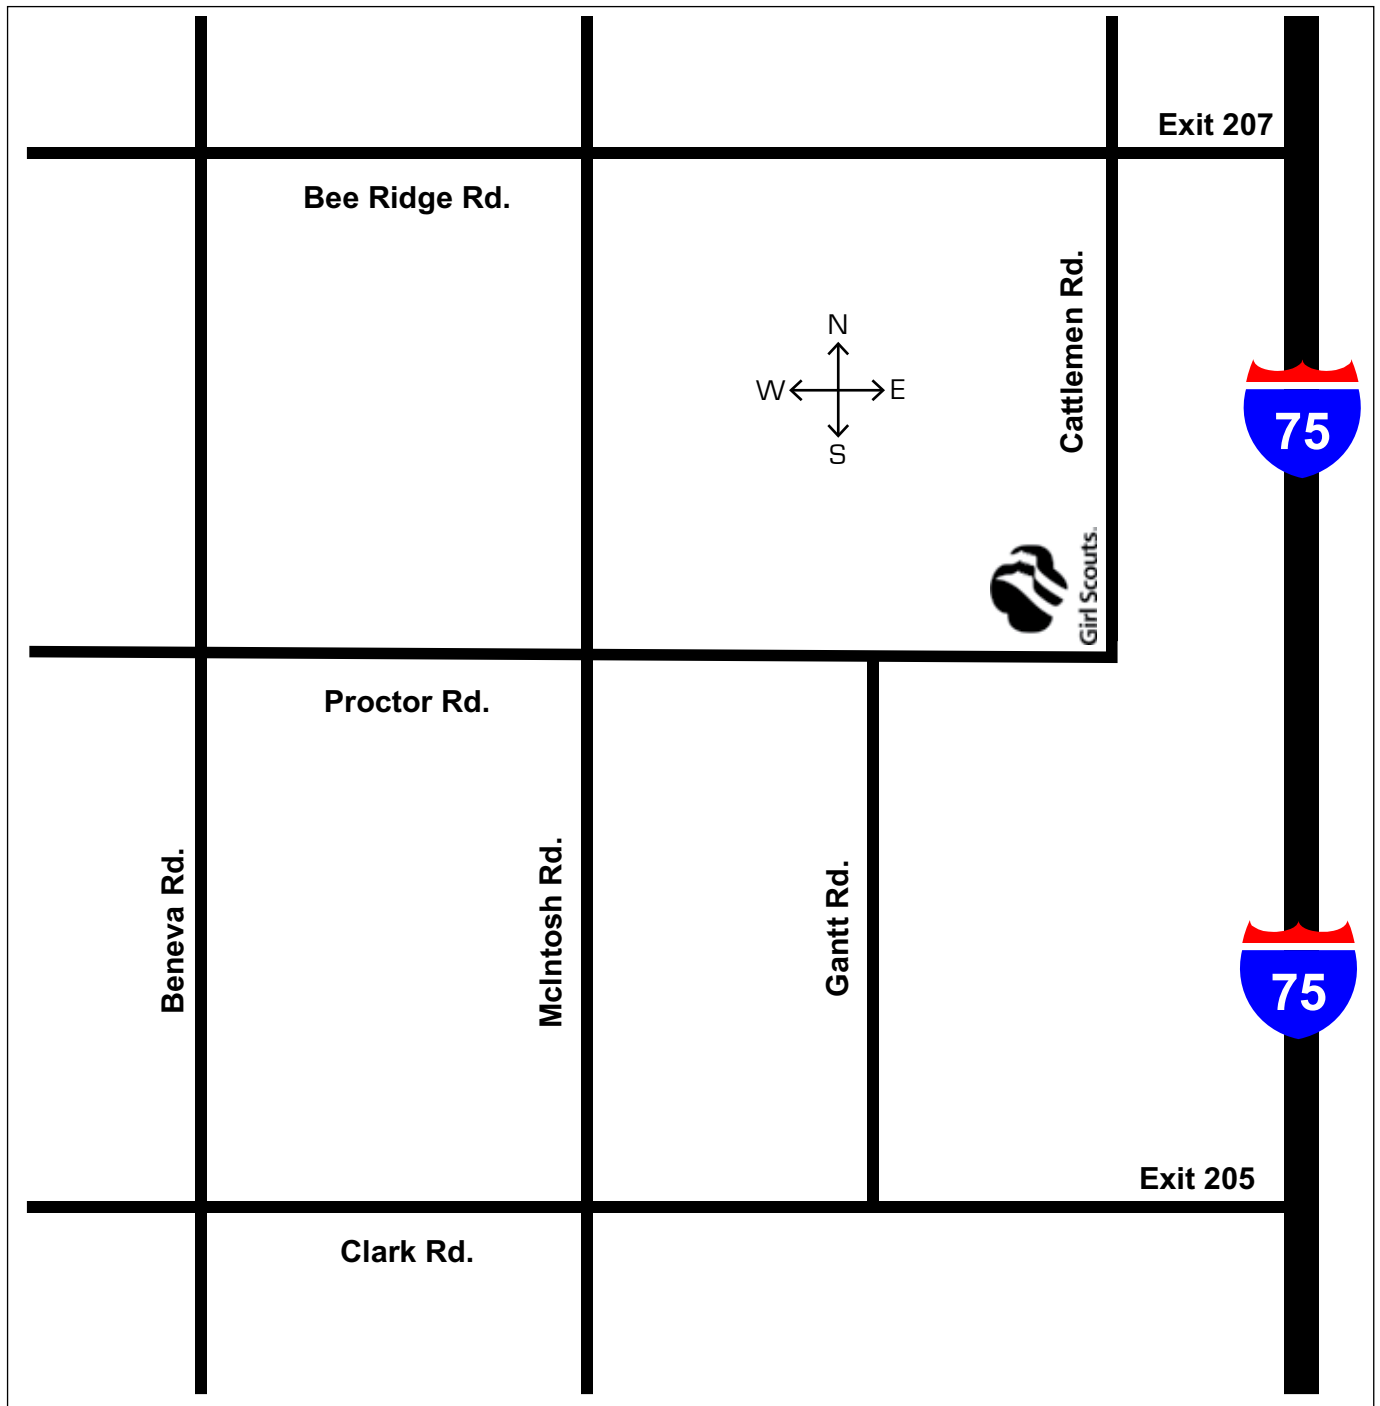 Exit 207
Bee Ridge Rd.
Cattlemen Rd.
N
W E
S
75
Girl Scouts.
Proctor Rd.
Beneva Rd.
McIntosh Rd.
Gantt Rd.
75
Exit 205
Clark Rd.